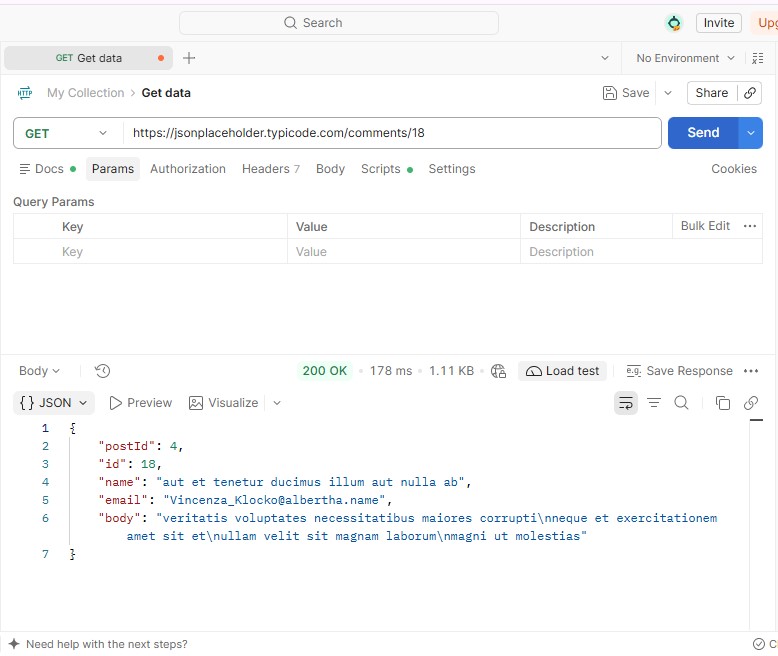 Search
Invite
Upg
GET Get data
No Environment
HTTP My Collection > Get data
Save
Share
GET
https://jsonplaceholder.typicode.com/comments/18
Send
Docs Params Authorization Headers 7 Body Scripts Settings Cookies
Query Params
Key Value Description Bulk Edit
Key Value Description
Body 200 OK 178 ms 1.11 KB Load test e.g. Save Response
{} JSON Preview Visualize
1 {
2 "postId": 4,
3 "id": 18,
4 "name": "aut et tenetur ducimus illum aut nulla ab",
5 "email": "Vincenza_Klocko@albertha.name",
6 "body": "veritatis voluptates necessitatibus maiores corrupti\nneque et exercitationem
amet sit et\nullam velit sit magnam laborum\nmagni ut molestias"
7 }
Need help with the next steps?
C